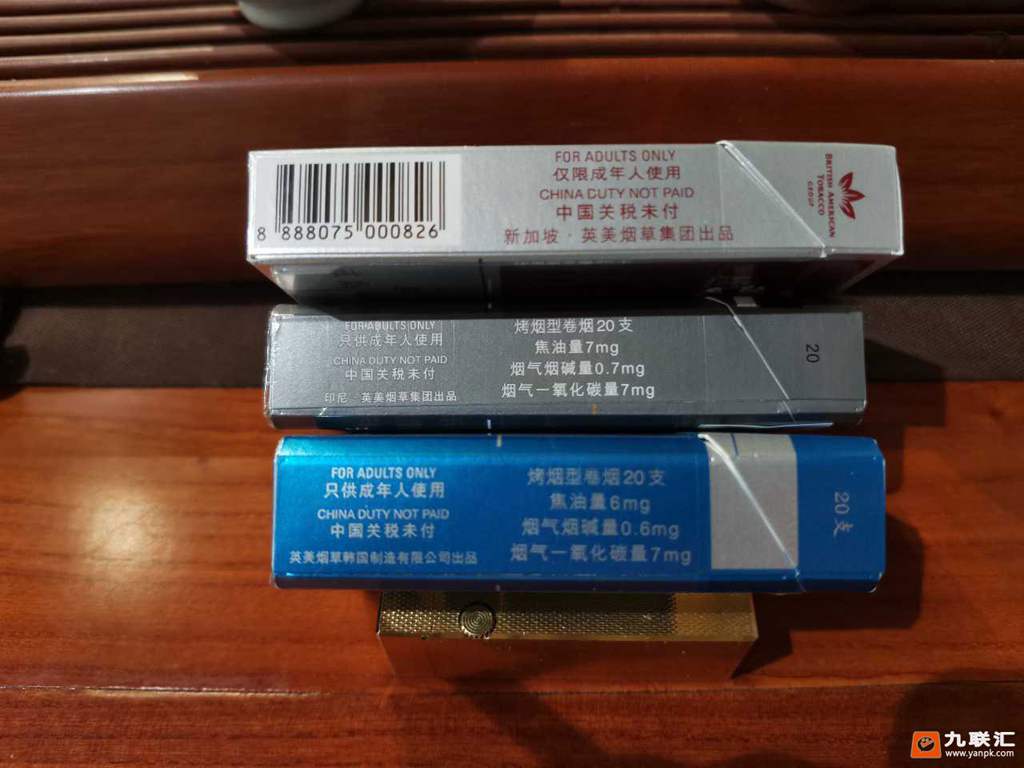 FOR ADULTS ONLY
仅限成年人使用
CHINA DUTY NOT PAID
中国关税未付
新加坡·英美烟草集团出品
8 888075 000826
BRITISH AMERICAN
TOBACCO
GROUP
FOR ADULTS ONLY
只供成年人使用
CHINA DUTY NOT PAID
中国关税未付
印尼·英美烟草集团出品
烤烟型卷烟20支
焦油量7mg
烟气烟碱量0.7mg
烟气一氧化碳量7mg
20
FOR ADULTS ONLY
只供成年人使用
CHINA DUTY NOT PAID
中国关税未付
英美烟草韩国制造有限公司出品
烤烟型卷烟20支
焦油量6mg
烟气烟碱量0.6mg
烟气一氧化碳量7mg
20支
九联汇
www.yanpk.com